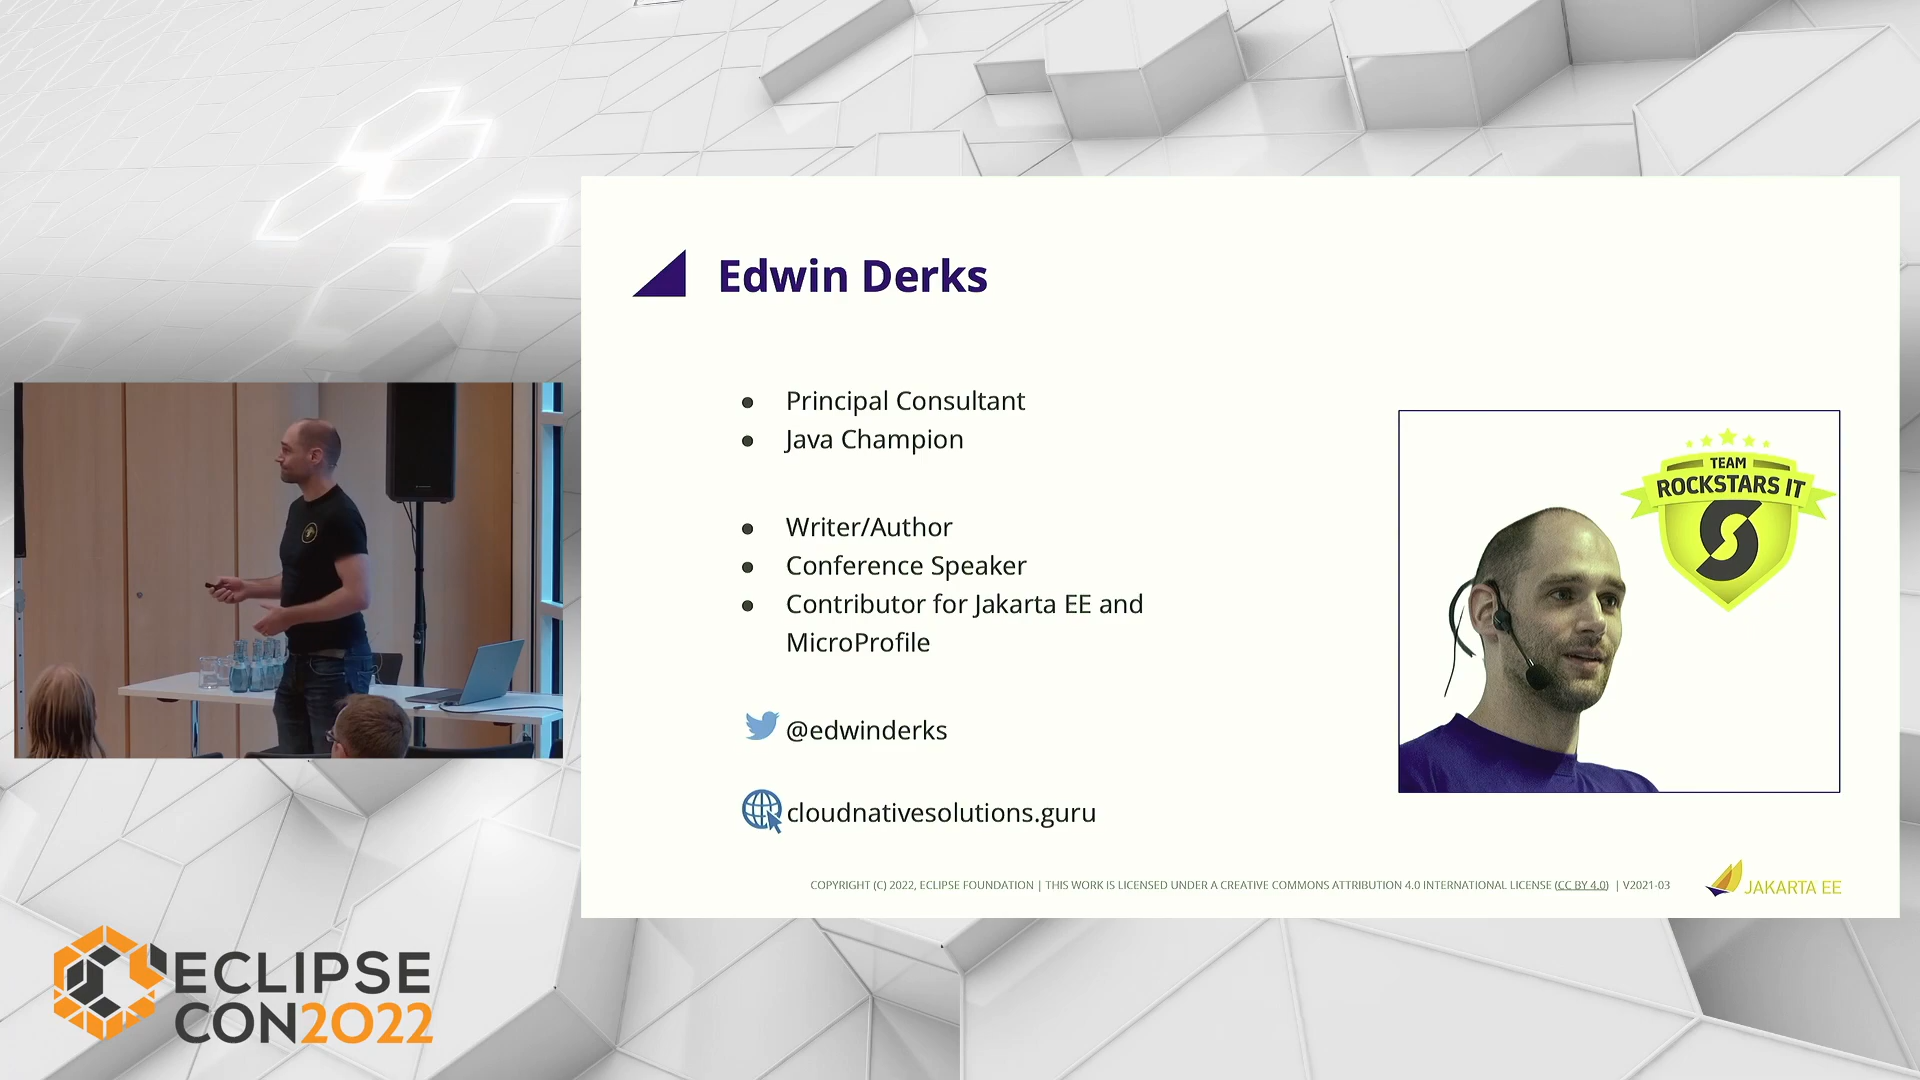 Edwin Derks
● Principal Consultant
● Java Champion
● Writer/Author
● Conference Speaker
● Contributor for Jakarta EE and
MicroProfile
@edwinderks
cloudnativesolutions.guru
TEAM
ROCKSTARS IT
COPYRIGHT (C) 2022, ECLIPSE FOUNDATION | THIS WORK IS LICENSED UNDER A CREATIVE COMMONS ATTRIBUTION 4.0 INTERNATIONAL LICENSE (CC BY 4.0) | V2021-03
JAKARTA EE
ECLIPSE
CON2022